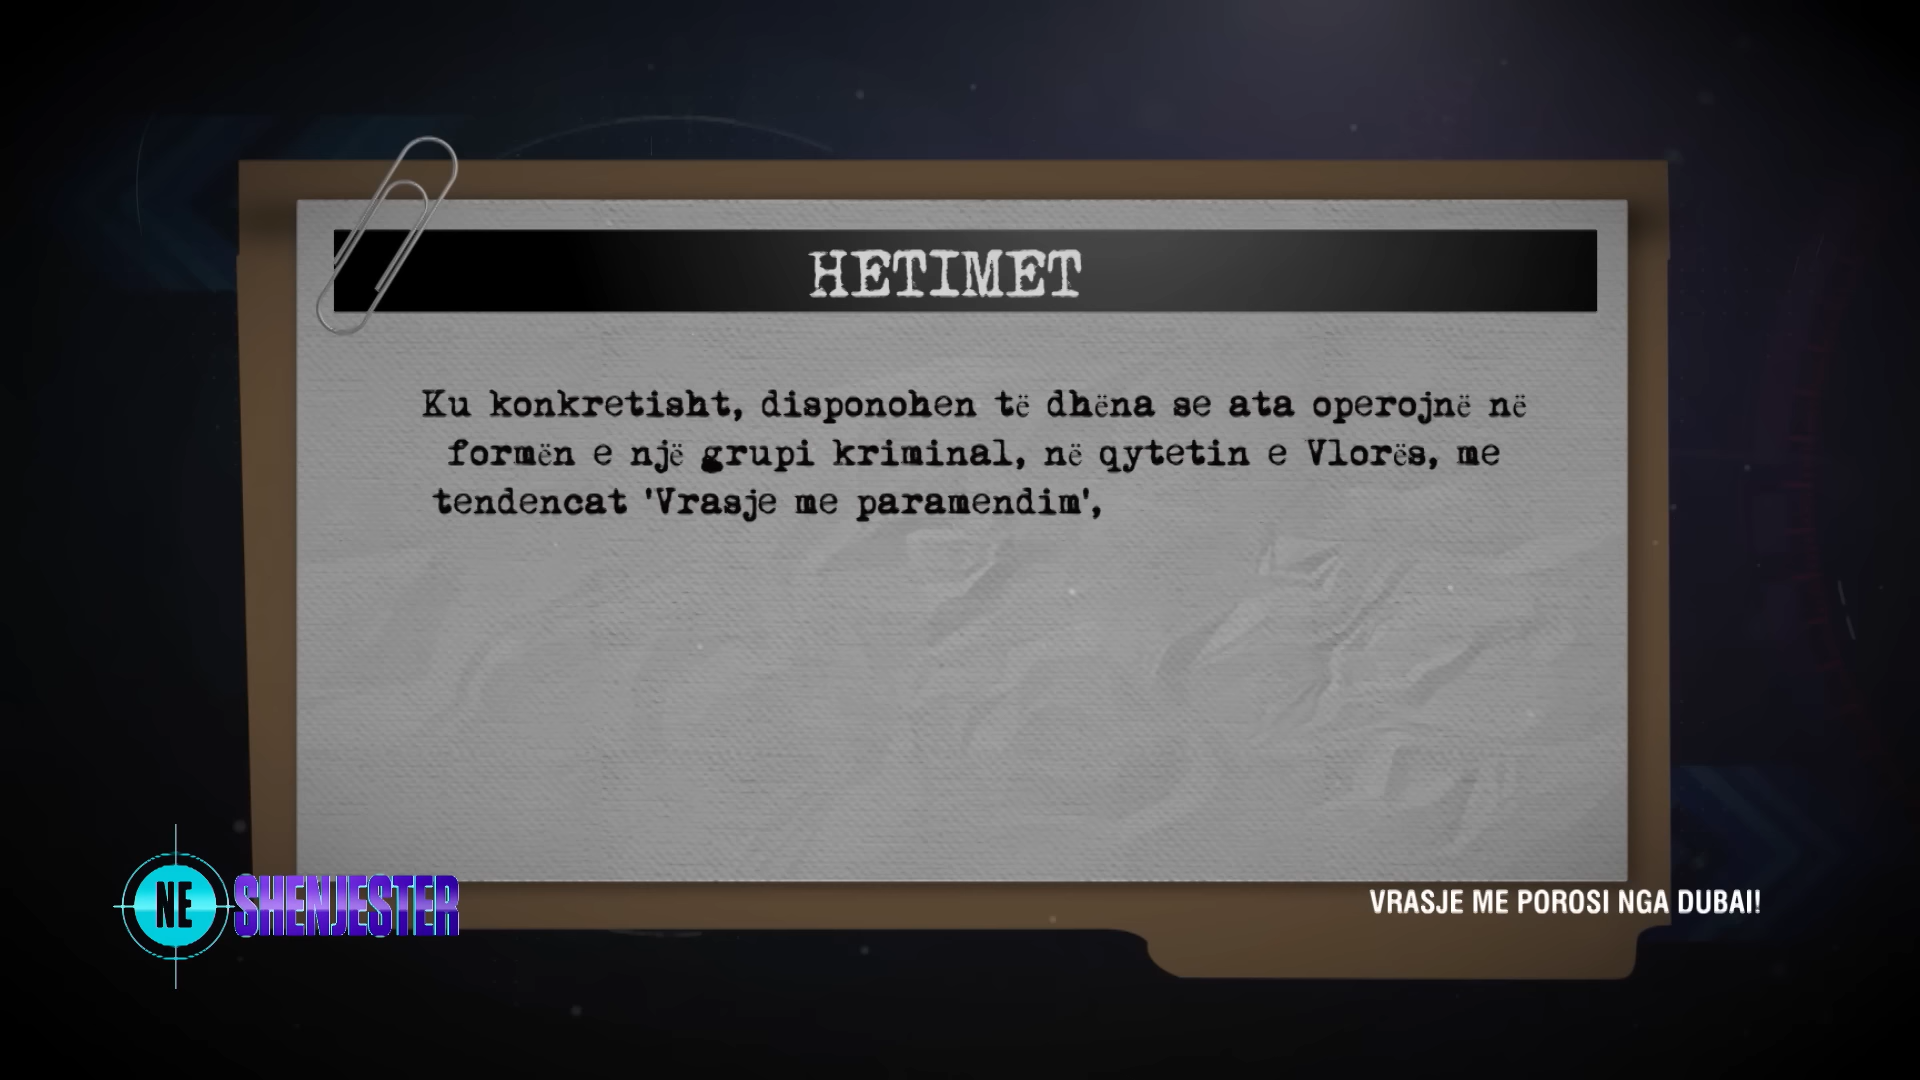 HETIMET
Ku konkretisht, disponohen të dhëna se ata operojnë në
formën e një grupi kriminal, në qytetin e Vlorës, me
tendencat 'Vrasje me paramendim',
NE SHENJESTER
VRASJE ME POROSI NGA DUBAI!